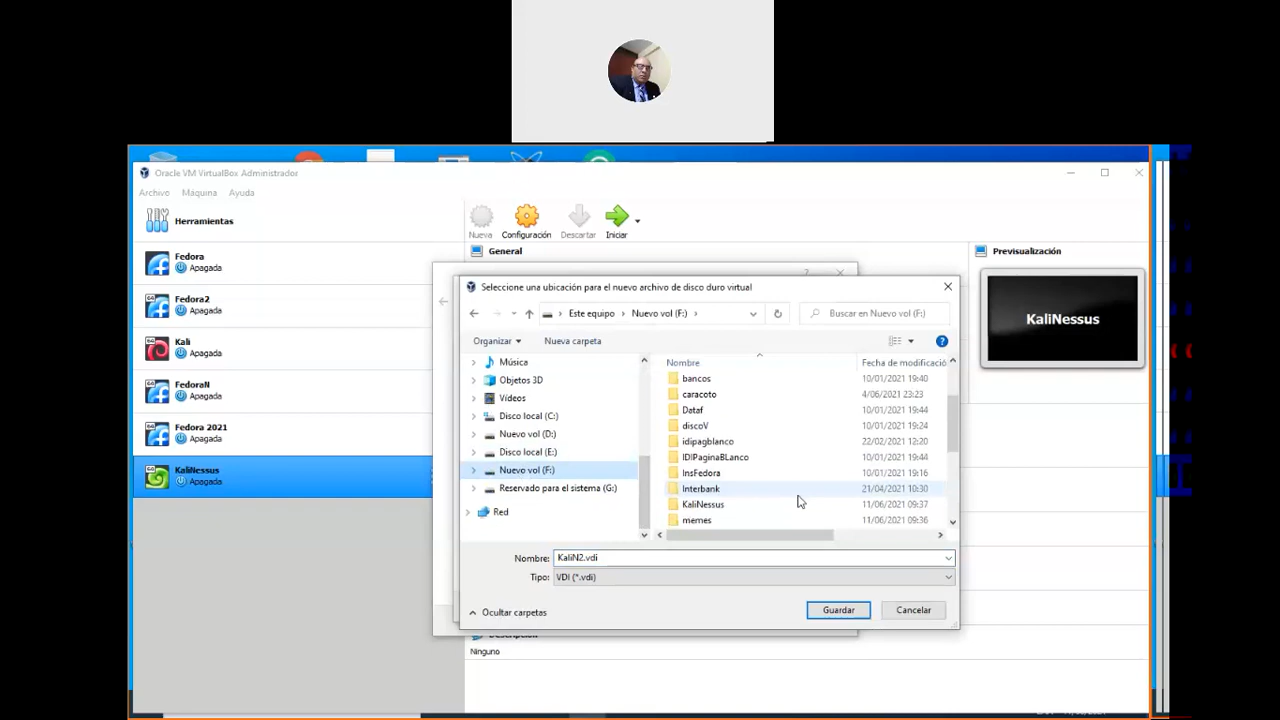 Oracle VM VirtualBox Administrador
Archivo Máquina Ayuda
Herramientas
Nueva Configuración Descartar Iniciar
Fedora
Apagada
Fedora2
Apagada
Kali
Apagada
FedoraN
Apagada
Fedora 2021
Apagada
KaliNessus
Apagada
General
Previsualización
KaliNessus
Seleccione una ubicación para el nuevo archivo de disco duro virtual
Este equipo > Nuevo vol (F:) >
Buscar en Nuevo vol (F:)
Organizar Nueva carpeta
Música
Objetos 3D
Vídeos
Disco local (C:)
Nuevo vol (D:)
Disco local (E:)
Nuevo vol (F:)
Reservado para el sistema (G:)
Red
Nombre Fecha de modificació
bancos 10/01/2021 19:40
caracoto 4/06/2021 23:23
Dataf 10/01/2021 19:44
discoV 10/01/2021 19:24
idipagblanco 22/02/2021 12:20
IDIPaginaBLanco 10/01/2021 19:44
InsFedora 10/01/2021 19:16
Interbank 21/04/2021 10:30
KaliNessus 11/06/2021 09:37
memes 11/06/2021 09:36
Nombre: KaliN2.vdi
Tipo: VDI (*.vdi)
Ocultar carpetas
Guardar Cancelar
Ninguno